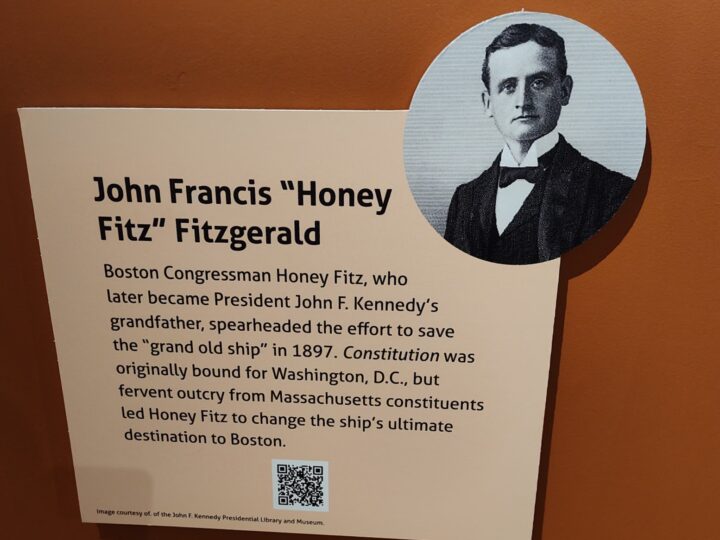 John Francis “Honey
Fitz” Fitzgerald
Boston Congressman Honey Fitz, who
later became President John F. Kennedy’s
grandfather, spearheaded the effort to save
the “grand old ship” in 1897. Constitution was
originally bound for Washington, D.C., but
fervent outcry from Massachusetts constituents
led Honey Fitz to change the ship’s ultimate
destination to Boston.
Image courtesy of. of the John F. Kennedy Presidential Library and Museum.